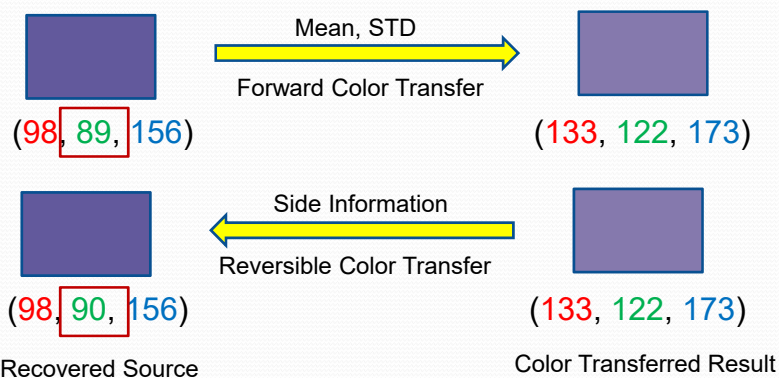 Mean, STD
Forward Color Transfer
(98, 89, 156)
(133, 122, 173)
Side Information
Reversible Color Transfer
(98, 90, 156)
(133, 122, 173)
Recovered Source
Color Transferred Result